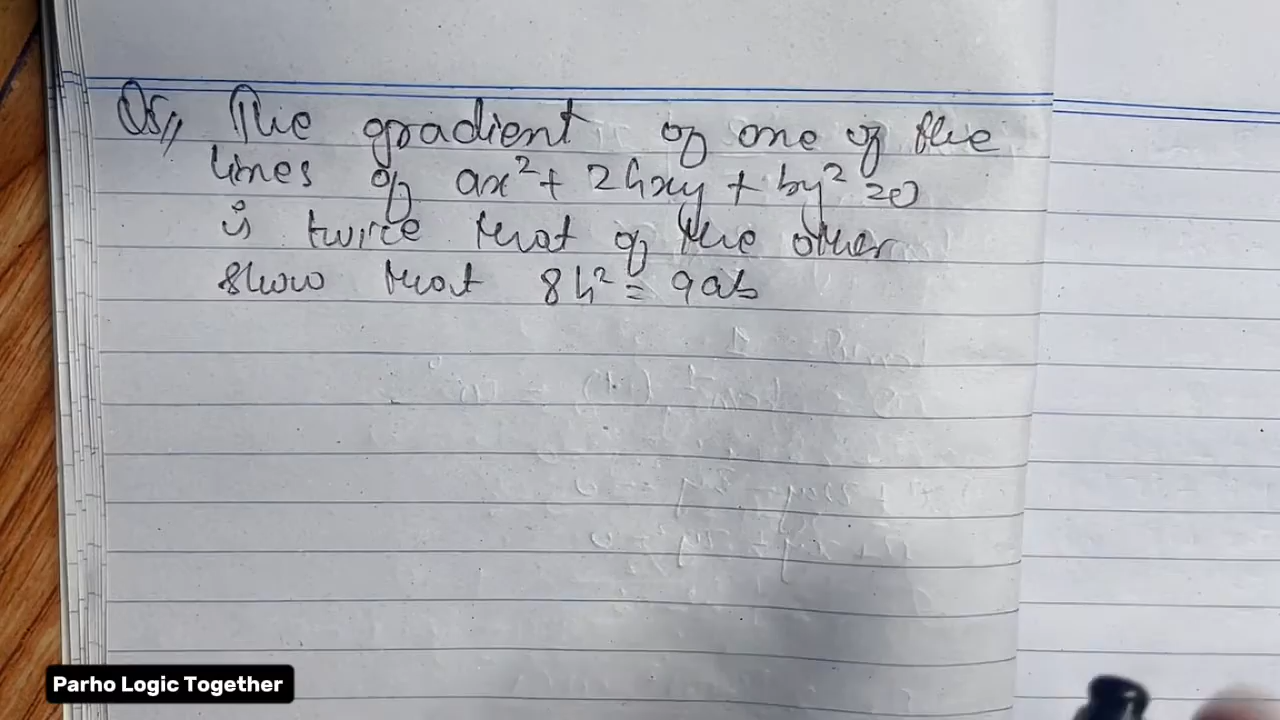 Q5,, The gradient of one of the
lines of ax² + 2hxy + by² = 0
is twice that of the other
show that 8h² = 9ab
Parho Logic Together